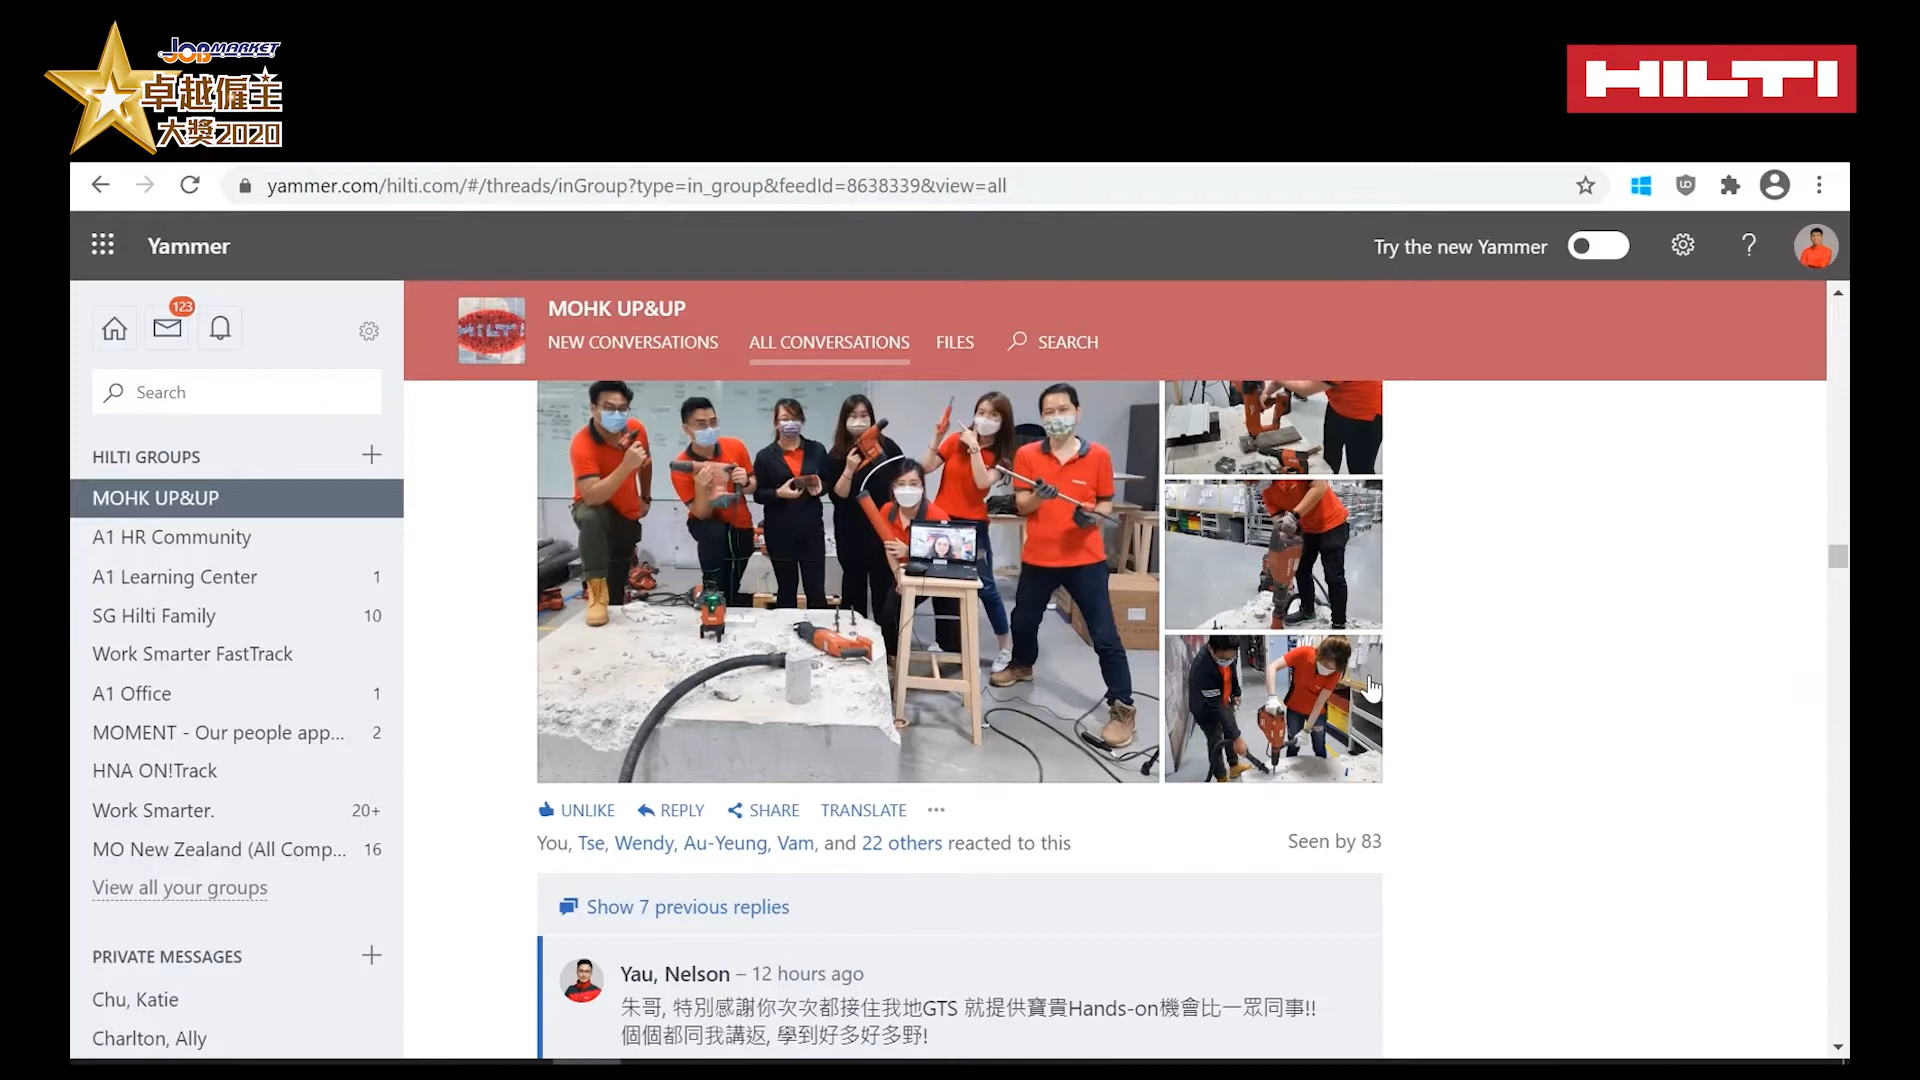 JOBMARKET
卓越僱主
大獎2020
HILTI
yammer.com/hilti.com/#/threads/inGroup?type=in_group&feedId=8638339&view=all
Yammer
Try the new Yammer
123
Search
HILTI GROUPS
MOHK UP&UP
A1 HR Community
A1 Learning Center 1
SG Hilti Family 10
Work Smarter FastTrack
A1 Office 1
MOMENT - Our people app... 2
HNA ON!Track
Work Smarter. 20+
MO New Zealand (All Comp... 16
View all your groups
PRIVATE MESSAGES
Chu, Katie
Charlton, Ally
HILTI
MOHK UP&UP
NEW CONVERSATIONS ALL CONVERSATIONS FILES SEARCH
UNLIKE REPLY SHARE TRANSLATE
You, Tse, Wendy, Au-Yeung, Vam, and 22 others reacted to this
Seen by 83
Show 7 previous replies
Yau, Nelson – 12 hours ago
朱哥, 特別感謝你次次都接住我地GTS 就提供寶貴Hands-on機會比一眾同事!!
個個都同我講返, 學到好多好多野!